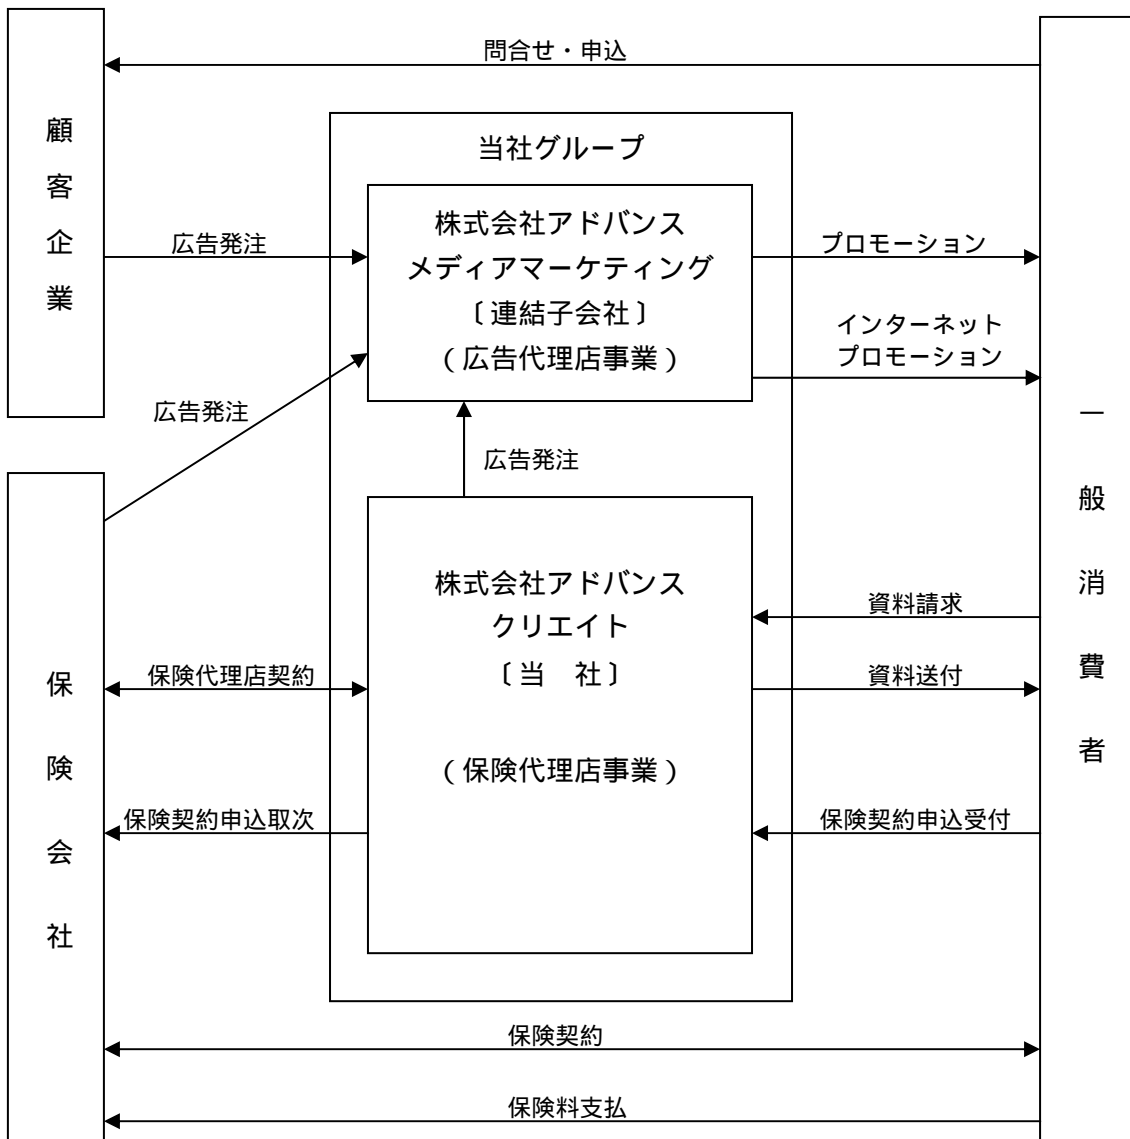 問合せ・申込
顧客企業
当社グループ
株式会社アドバンス
メディアマーケティング
〔連結子会社〕
(広告代理店事業)
広告発注
プロモーション
インターネット
プロモーション
広告発注
広告発注
一般消費者
保険会社
株式会社アドバンス
クリエイト
〔当 社〕
(保険代理店事業)
資料請求
保険代理店契約
資料送付
保険契約申込取次
保険契約申込受付
保険契約
保険料支払